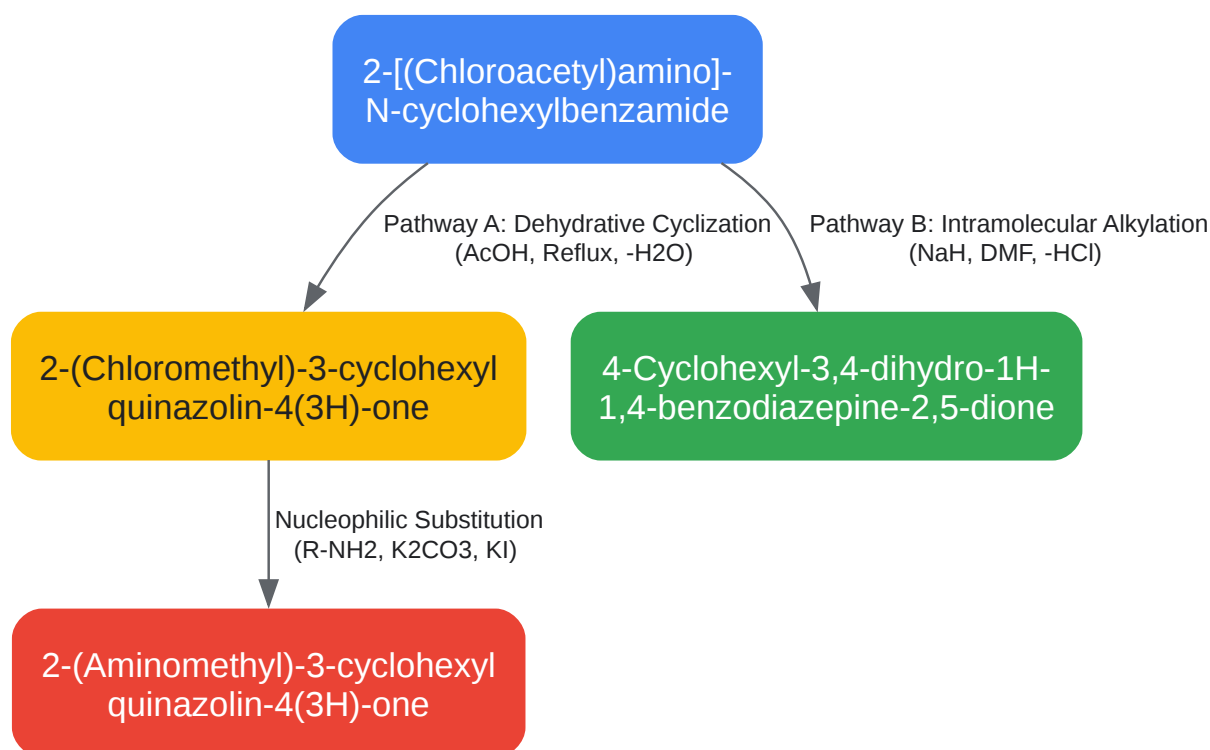 2-[(Chloroacetyl)amino]-
N-cyclohexylbenzamide
Pathway A: Dehydrative Cyclization
(AcOH, Reflux, -H2O)
Pathway B: Intramolecular Alkylation
(NaH, DMF, -HCl)
2-(Chloromethyl)-3-cyclohexyl
quinazolin-4(3H)-one
4-Cyclohexyl-3,4-dihydro-1H-
1,4-benzodiazepine-2,5-dione
Nucleophilic Substitution
(R-NH2, K2CO3, KI)
2-(Aminomethyl)-3-cyclohexyl
quinazolin-4(3H)-one